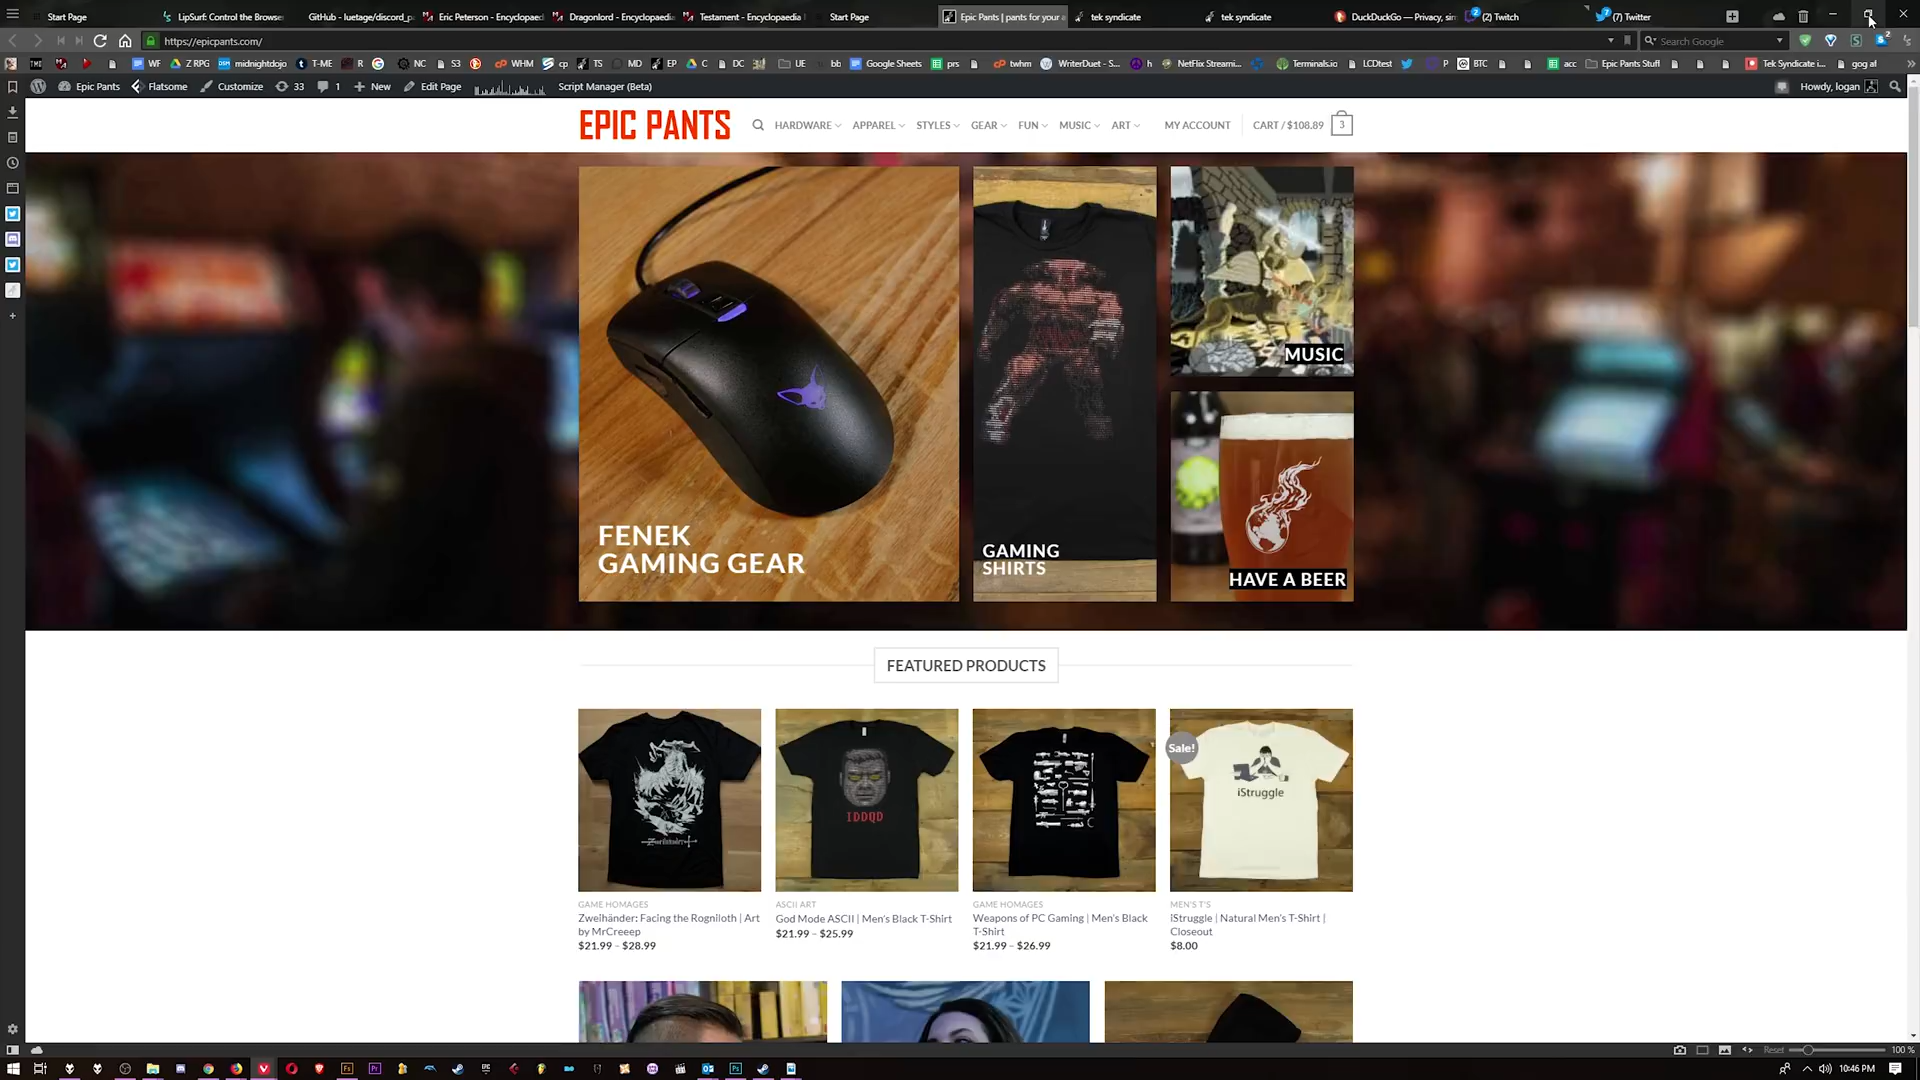 Start Page
LipSurf: Control the Browse
GitHub - luetage/discord_p
Eric Peterson - Encyclopaed
Dragonlord - Encyclopaedia
Testament - Encyclopaedia
Start Page
Epic Pants | pants for your a
tek syndicate
tek syndicate
DuckDuckGo — Privacy, sim
(2) Twitch
(7) Twitter
https://epicpants.com/
Search Google
WF
Z RPG
midnightdojo
T-ME
R
NC
S3
WHM
cp
TS
MD
EP
C
DC
UE
bb
Google Sheets
prs
twhm
WriterDuet - S...
h
NetFlix Streami...
Terminals.io
LCDtest
P
BTC
acc
Epic Pants Stuff
Tek Syndicate i...
gog af
Epic Pants
Flatsome
Customize
33
1
New
Edit Page
Script Manager (Beta)
Howdy, logan
EPIC PANTS
HARDWARE
APPAREL
STYLES
GEAR
FUN
MUSIC
ART
MY ACCOUNT
CART / $108.89
3
FENEK
GAMING GEAR
GAMING
SHIRTS
MUSIC
HAVE A BEER
FEATURED PRODUCTS
IDDQD
Sale!
iStruggle
Zweihänder
GAME HOMAGES
Zweihänder: Facing the Rogniloth | Art
by MrCreeep
$21.99 – $28.99
ASCII ART
God Mode ASCII | Men's Black T-Shirt
$21.99 – $25.99
GAME HOMAGES
Weapons of PC Gaming | Men's Black
T-Shirt
$21.99 – $26.99
MEN'S T'S
iStruggle | Natural Men's T-Shirt |
Closeout
$8.00
Reset
100 %
10:46 PM